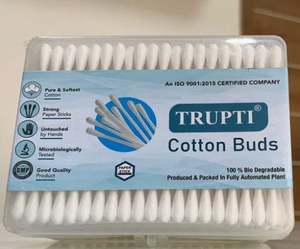 An ISO 9001:2015 CERTIFIED COMPANY
Pure & Softest
Cotton
Strong
Paper Sticks
Untouched
by Hands
Microbiologically
Tested
GMP
Good Quality
Product
TRUPTI®
Cotton Buds
100 % Bio Degradable
Produced & Packed In Fully Automated Plant